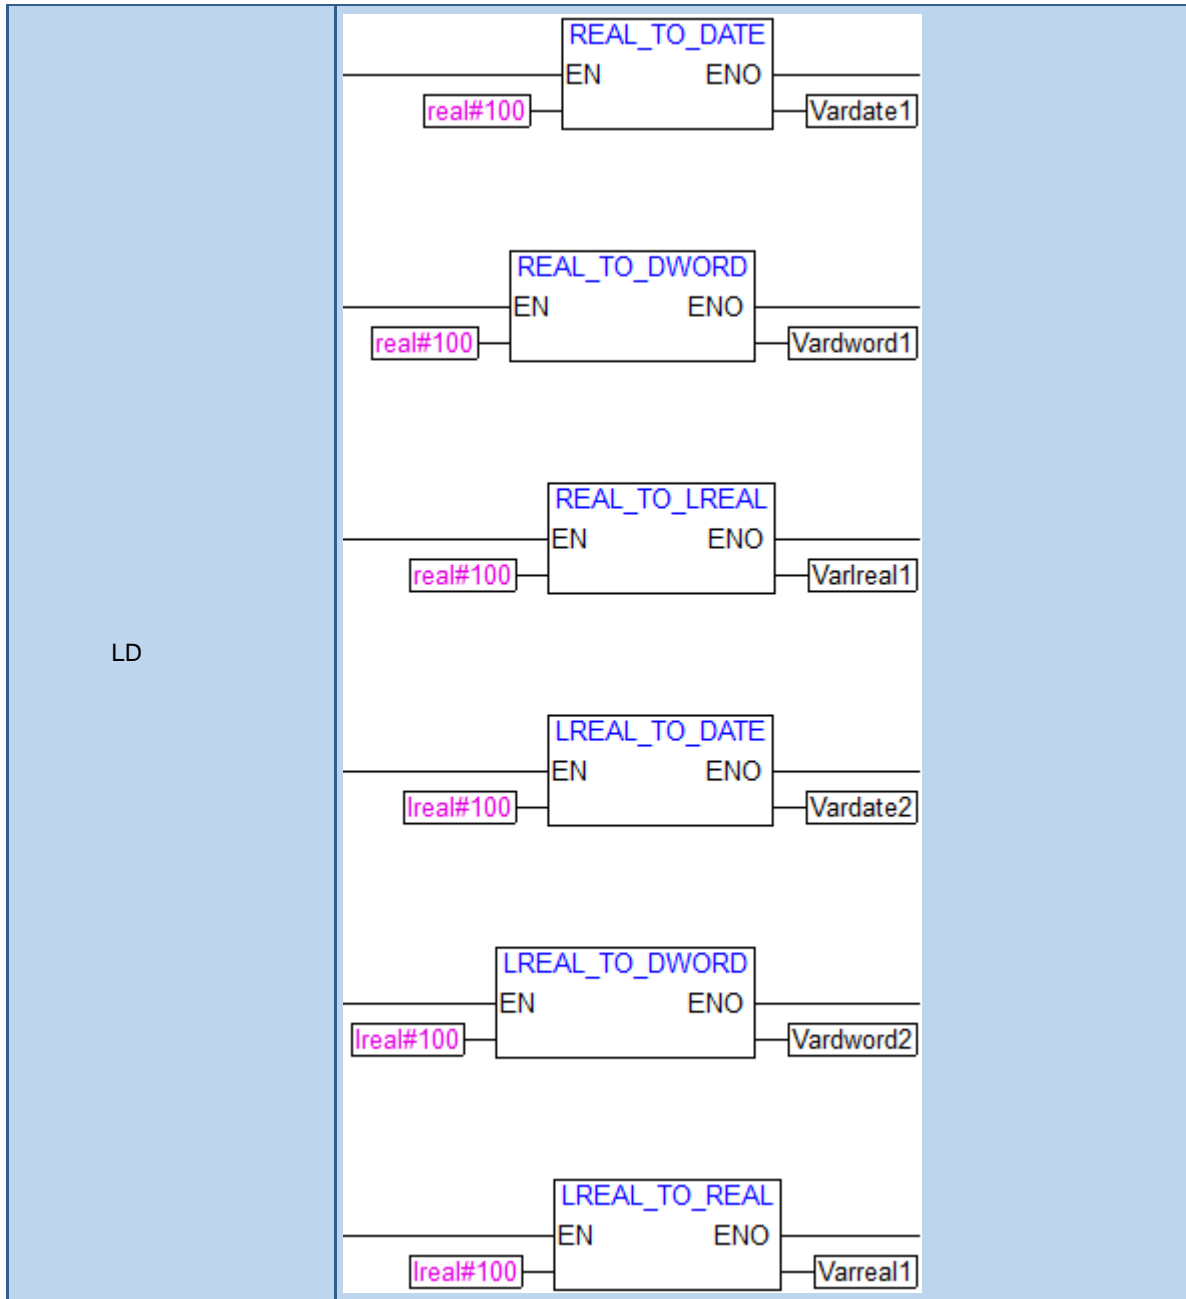 REAL_TO_DATE
EN ENO
real#100 Vardate1
REAL_TO_DWORD
EN ENO
real#100 Vardword1
REAL_TO_LREAL
EN ENO
real#100 Varlreal1
LD
LREAL_TO_DATE
EN ENO
lreal#100 Vardate2
LREAL_TO_DWORD
EN ENO
lreal#100 Vardword2
LREAL_TO_REAL
EN ENO
lreal#100 Varreal1